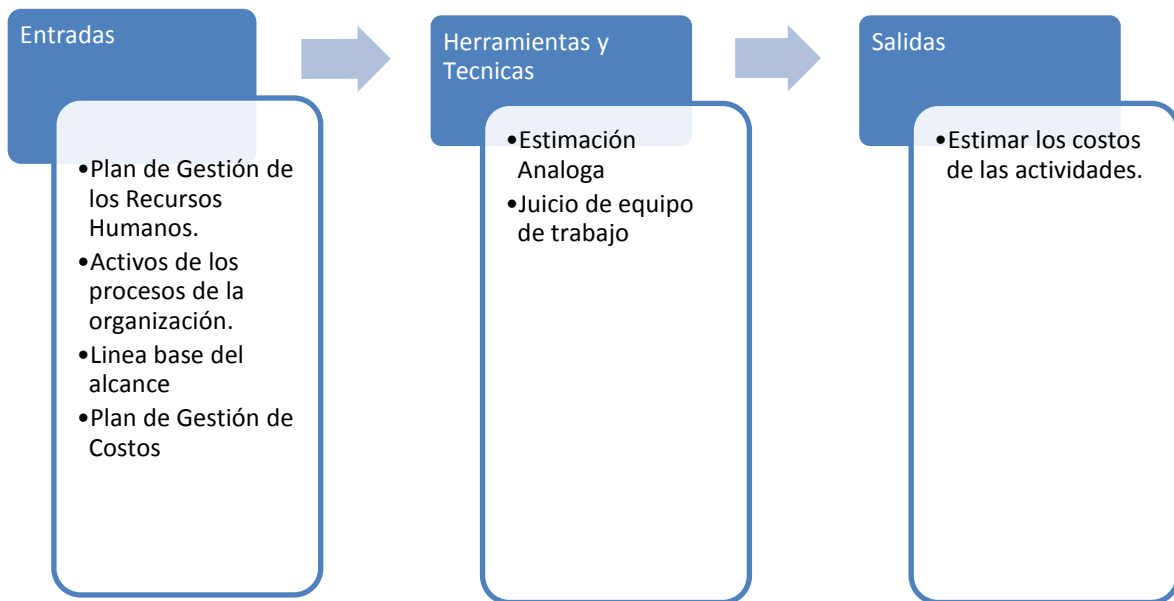 Entradas
•Plan de Gestión de
los Recursos
Humanos.
•Activos de los
procesos de la
organización.
•Linea base del
alcance
•Plan de Gestión de
Costos
Herramientas y
Tecnicas
•Estimación
Analoga
•Juicio de equipo
de trabajo
Salidas
•Estimar los costos
de las actividades.